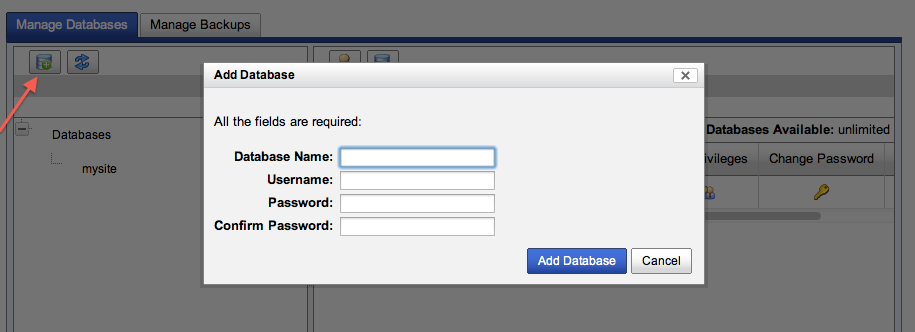 Manage Databases
Manage Backups
Add Database
All the fields are required:
Database Name:
Username:
Password:
Confirm Password:
Add Database
Cancel
Databases
mysite
Databases Available: unlimited
Change Password